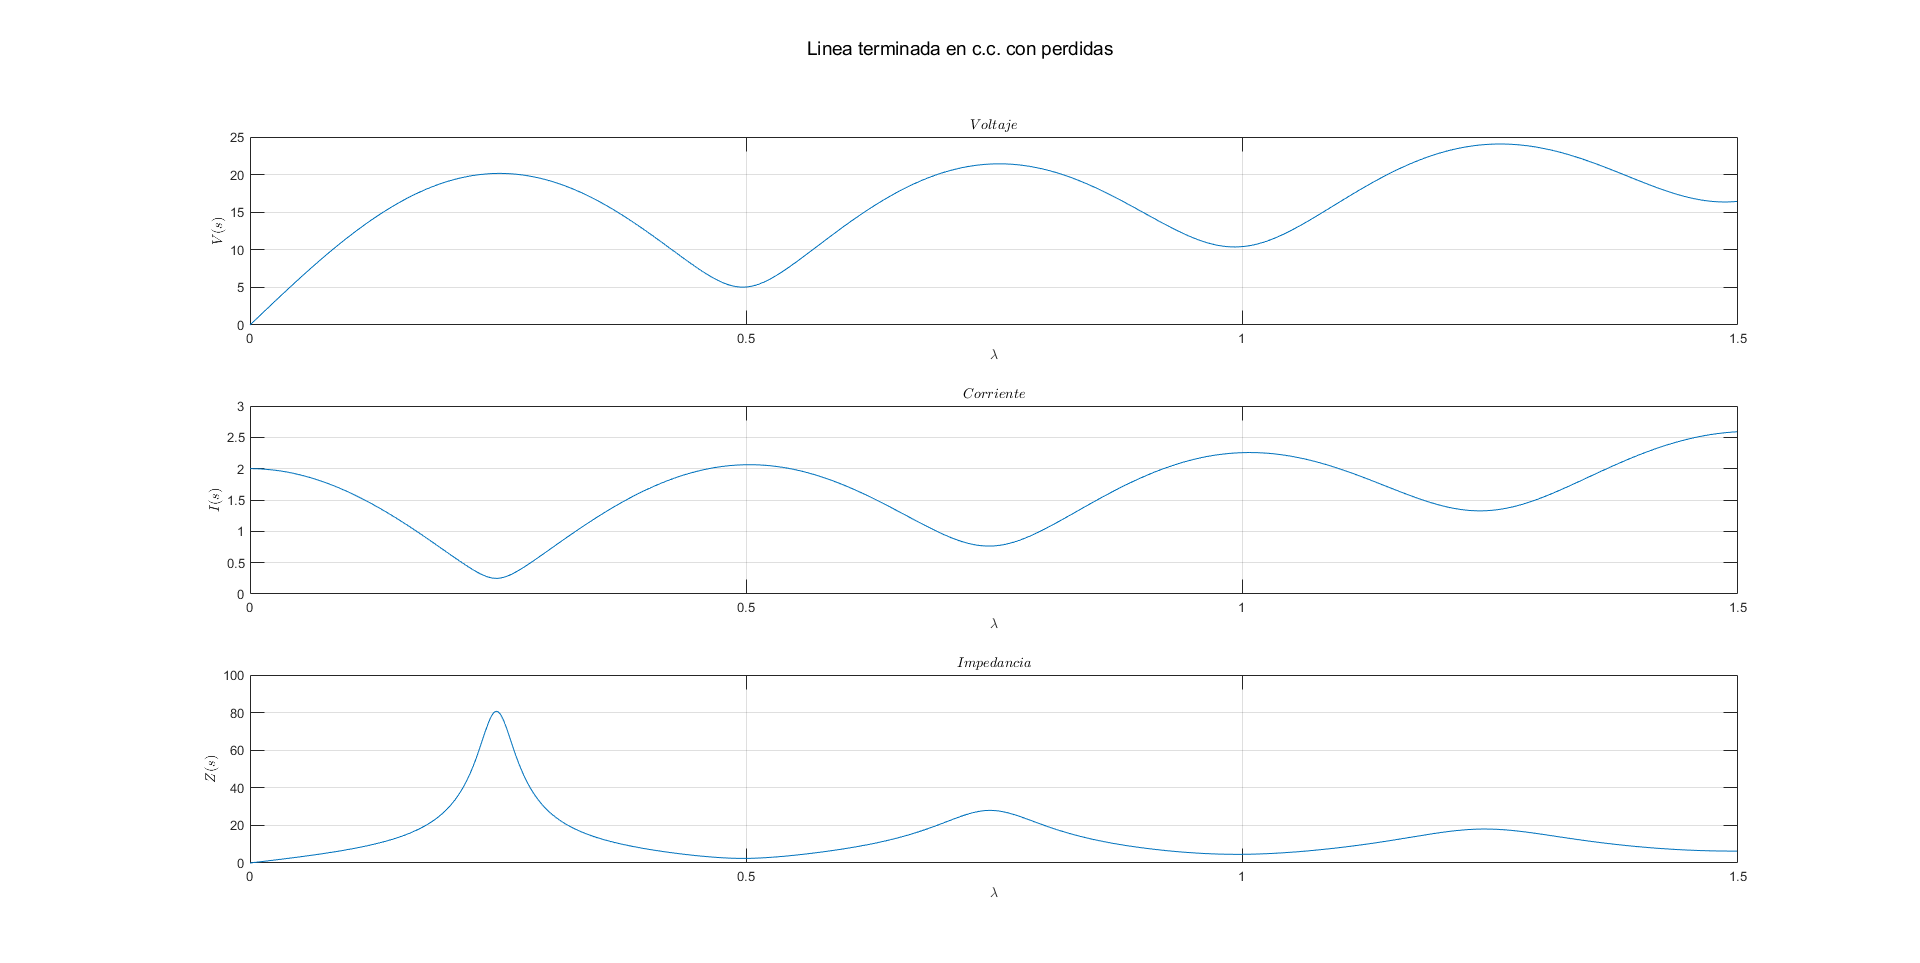 Linea terminada en c.c. con perdidas
Voltaje
V(s)
25
20
15
10
5
0
0 0.5 1 1.5
λ
Corriente
I(s)
3
2.5
2
1.5
1
0.5
0
0 0.5 1 1.5
λ
Impedancia
Z(s)
100
80
60
40
20
0
0 0.5 1 1.5
λ